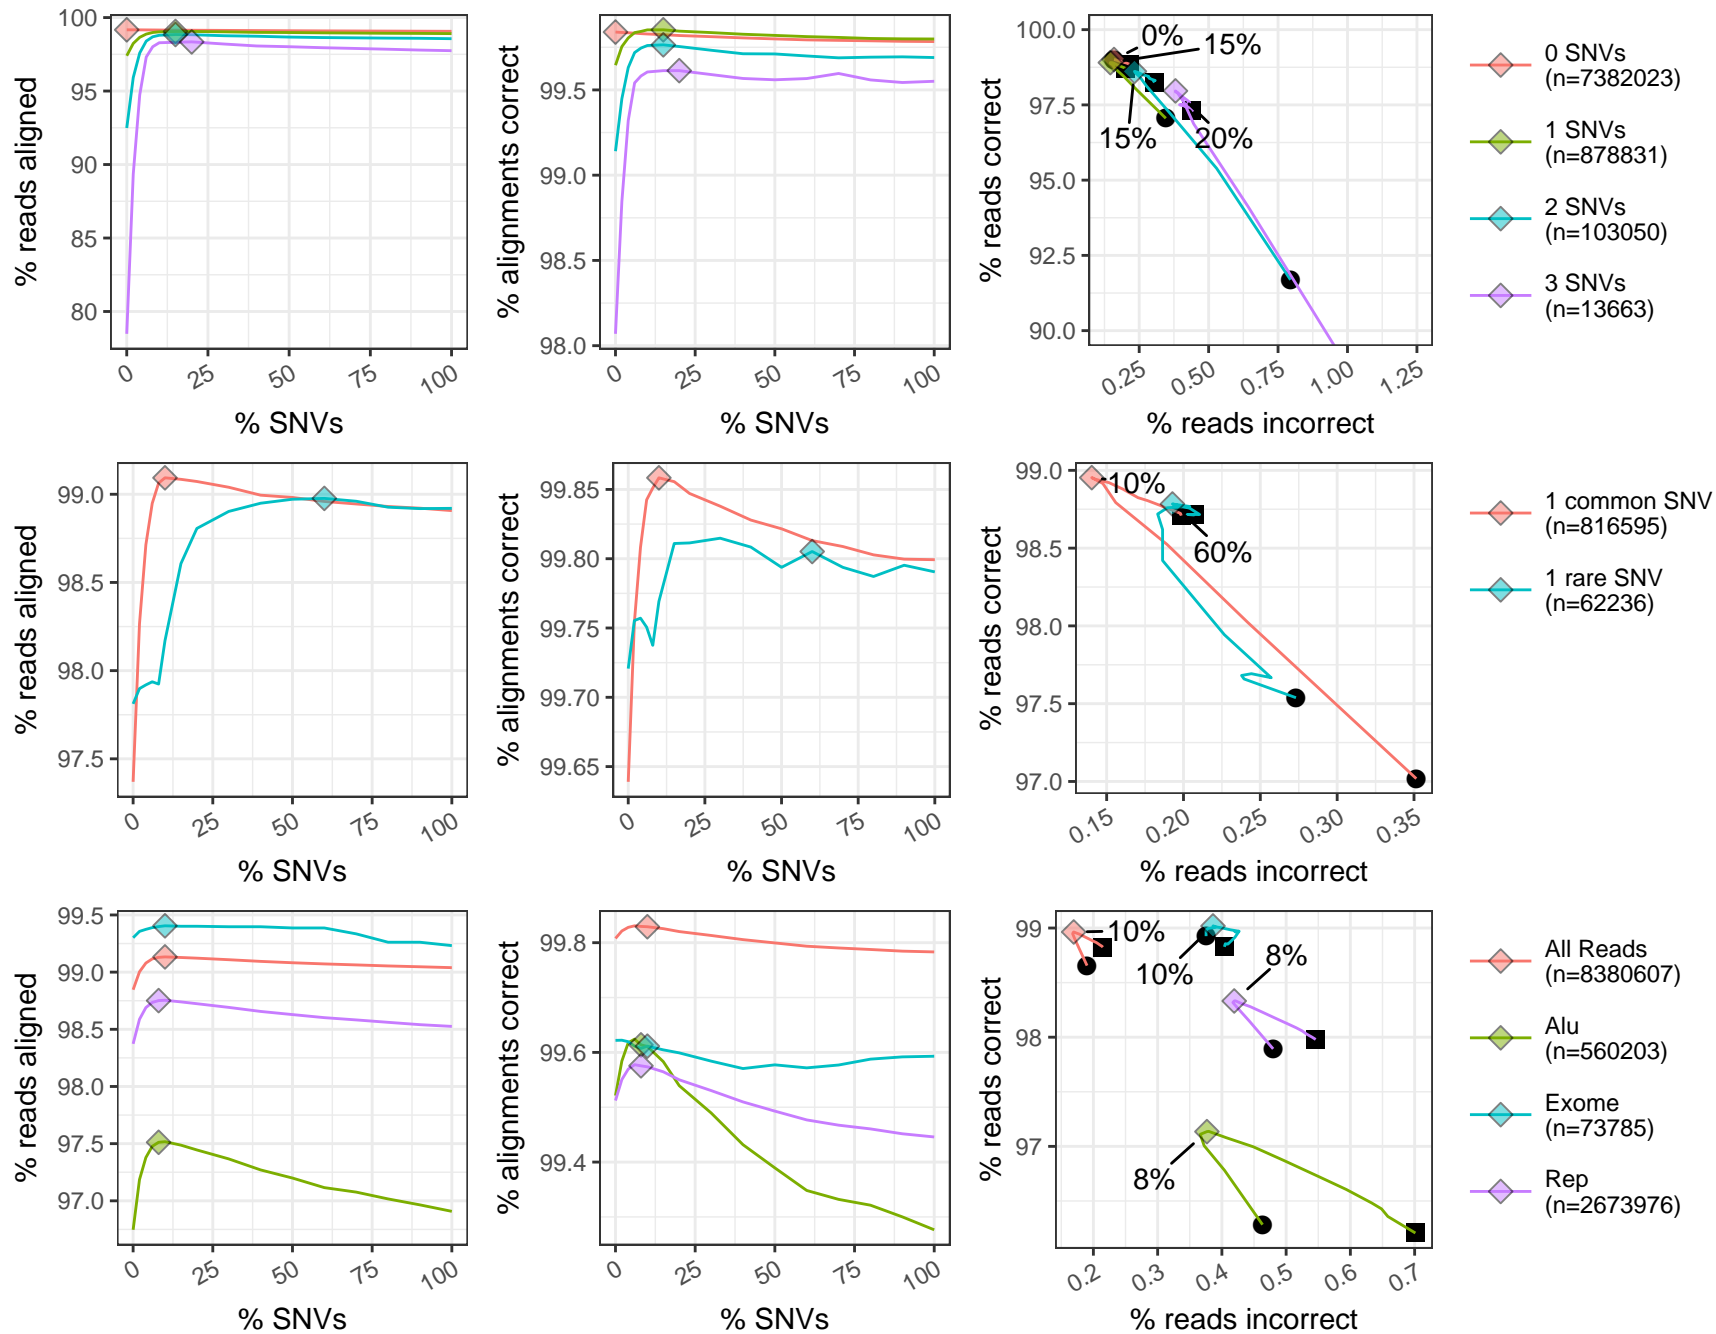 100
95
90
85
80
% reads aligned
0
25
50
75
100
% SNVs
99.5
99.0
98.5
98.0
% alignments correct
0
25
50
75
100
% SNVs
100.0
97.5
95.0
92.5
90.0
% reads correct
0%
15%
15%
20%
0.25
0.50
0.75
1.00
1.25
% reads incorrect
0 SNVs
(n=7382023)
1 SNVs
(n=878831)
2 SNVs
(n=103050)
3 SNVs
(n=13663)
99.0
98.5
98.0
97.5
% reads aligned
0
25
50
75
100
% SNVs
99.85
99.80
99.75
99.70
99.65
% alignments correct
0
25
50
75
100
% SNVs
99.0
98.5
98.0
97.5
97.0
% reads correct
10%
60%
0.15
0.20
0.25
0.30
0.35
% reads incorrect
1 common SNV
(n=816595)
1 rare SNV
(n=62236)
99.5
99.0
98.5
98.0
97.5
97.0
% reads aligned
0
25
50
75
100
% SNVs
99.8
99.6
99.4
% alignments correct
0
25
50
75
100
% SNVs
99
98
97
% reads correct
10%
10%
8%
8%
0.2
0.3
0.4
0.5
0.6
0.7
% reads incorrect
All Reads
(n=8380607)
Alu
(n=560203)
Exome
(n=73785)
Rep
(n=2673976)